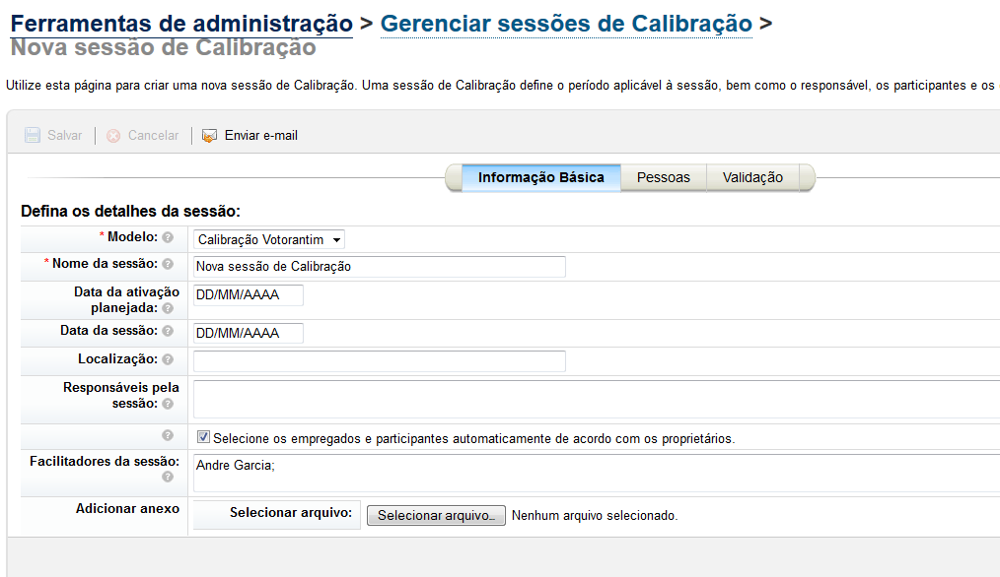 Ferramentas de administração > Gerenciar sessões de Calibração >
Nova sessão de Calibração
Utilize esta página para criar uma nova sessão de Calibração. Uma sessão de Calibração define o período aplicável à sessão, bem como o responsável, os participantes e os
Salvar Cancelar Enviar e-mail
Informação Básica Pessoas Validação
Defina os detalhes da sessão:
* Modelo: ? Calibração Votorantim
* Nome da sessão: ? Nova sessão de Calibração
Data da ativação
planejada: ? DD/MM/AAAA
Data da sessão: ? DD/MM/AAAA
Localização: ?
Responsáveis pela
sessão: ?
? Selecione os empregados e participantes automaticamente de acordo com os proprietários.
Facilitadores da sessão: Andre Garcia;
?
Adicionar anexo Selecionar arquivo: Selecionar arquivo... Nenhum arquivo selecionado.